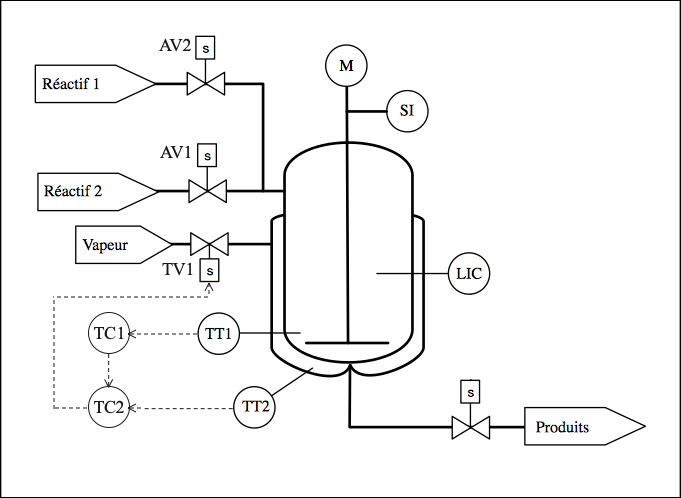 AV2
s
M
Réactif 1
SI
AV1
s
Réactif 2
Vapeur
TV1
s
LIC
TC1
TT1
TC2
TT2
s
Produits